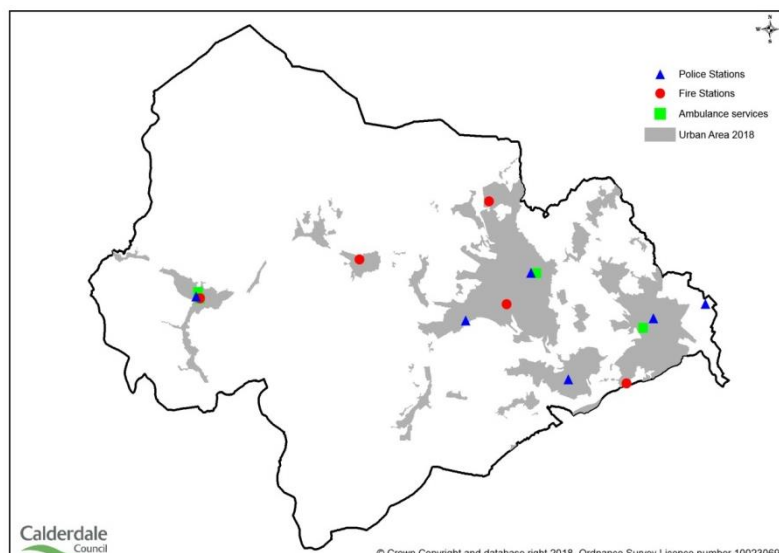 N
W E
S
Police Stations
Fire Stations
Ambulance services
Urban Area 2018
Calderdale
Council
© Crown Copyright and database right 2018. Ordnance Survey Licence number 10023069